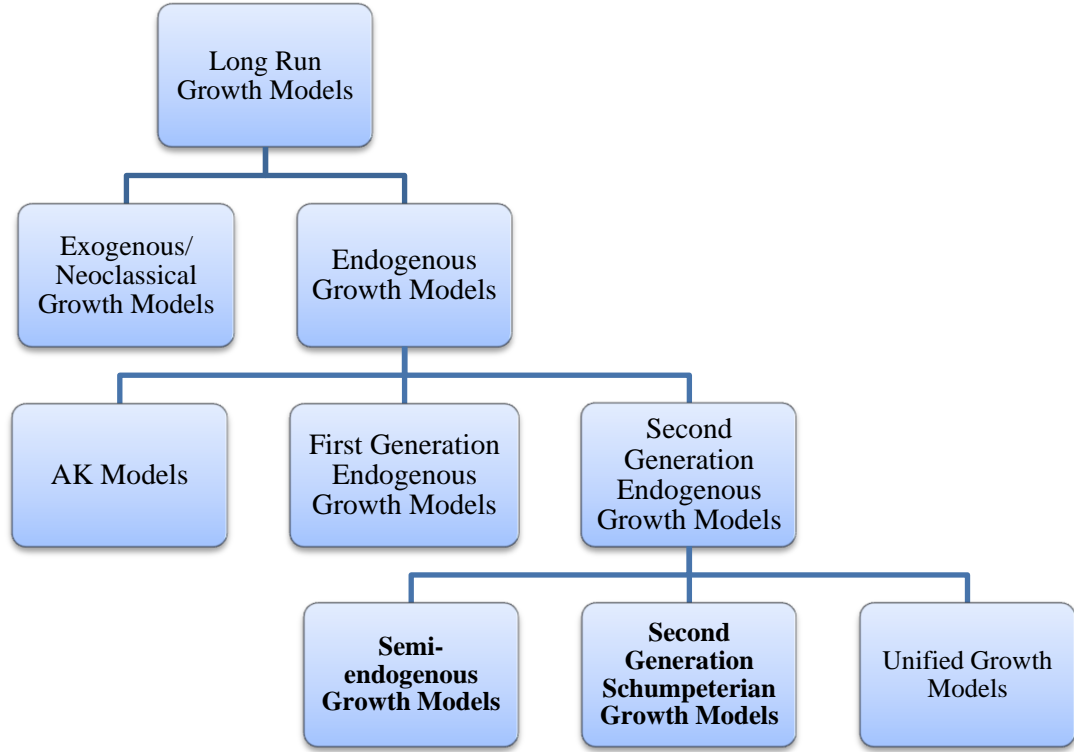 Long Run
Growth Models
Exogenous/
Neoclassical
Growth Models
Endogenous
Growth Models
AK Models
First Generation
Endogenous
Growth Models
Second
Generation
Endogenous
Growth Models
Semi-
endogenous
Growth Models
Second
Generation
Schumpeterian
Growth Models
Unified Growth
Models